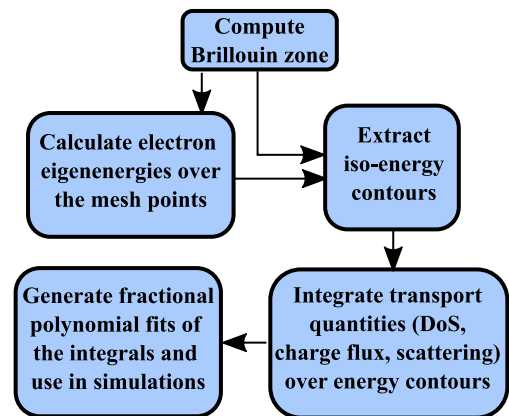 Compute
Brillouin zone
Calculate electron
eigenenergies over
the mesh points
Extract
iso-energy
contours
Integrate transport
quantities (DoS,
charge flux, scattering)
over energy contours
Generate fractional
polynomial fits of
the integrals and
use in simulations